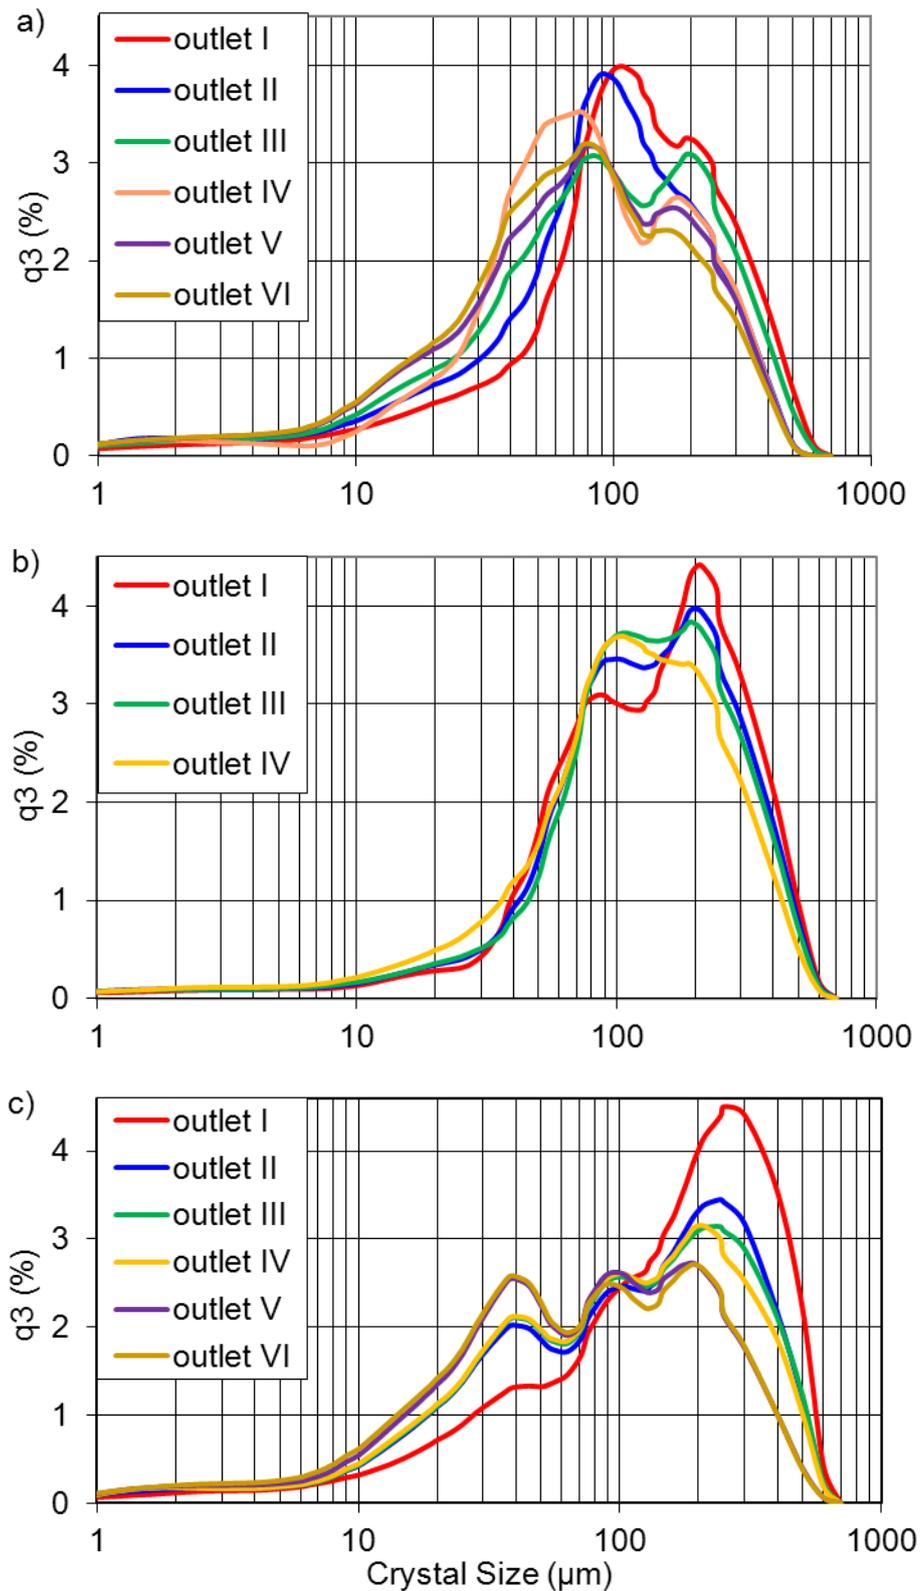 a)
outlet I
outlet II
outlet III
outlet IV
outlet V
outlet VI
q3 (%)
4
3
2
1
0
1 10 100 1000
b)
outlet I
outlet II
outlet III
outlet IV
q3 (%)
4
3
2
1
0
1 10 100 1000
c)
outlet I
outlet II
outlet III
outlet IV
outlet V
outlet VI
q3 (%)
4
3
2
1
0
1 10 100 1000
Crystal Size (µm)